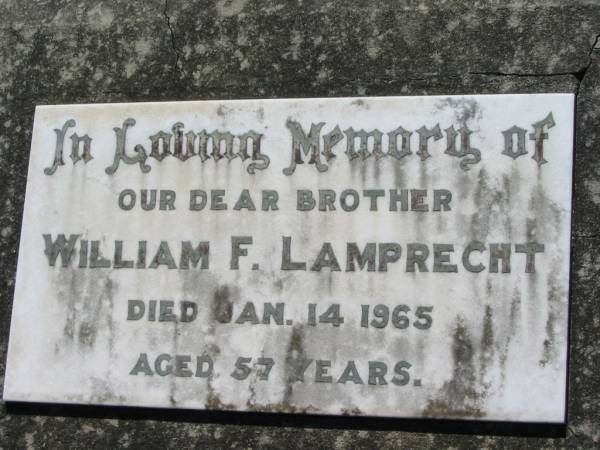 In Loving Memory of
OUR DEAR BROTHER
WILLIAM F. LAMPRECHT
DIED JAN. 14 1965
AGED 57 YEARS.